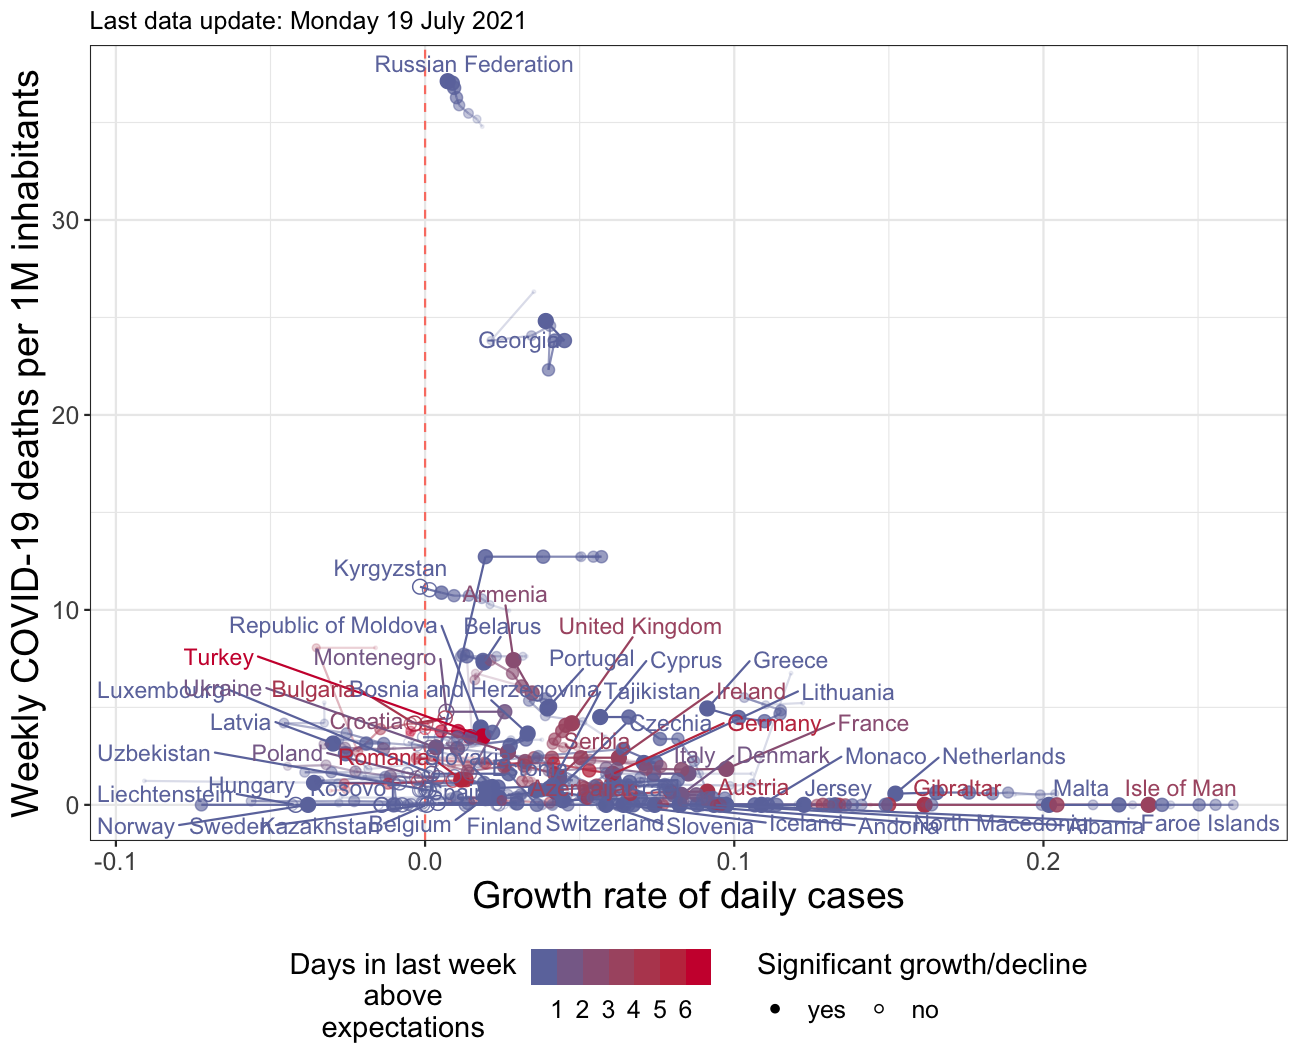 Last data update: Monday 19 July 2021
Weekly COVID-19 deaths per 1M inhabitants
30
20
10
0
Russian Federation
Georgia
Kyrgyzstan
Armenia
Republic of Moldova
Belarus
United Kingdom
Turkey
Montenegro
Portugal
Cyprus
Greece
Luxembourg
Ukraine
Bulgaria
Bosnia and Herzegovina
Tajikistan
Ireland
Lithuania
Latvia
Croatia
Czechia
Germany
France
Serbia
Uzbekistan
Poland
Romania
Slovakia
Italy
Denmark
Monaco
Netherlands
Hungary
Kosovo
Spain
Azerbaijan
Austria
Jersey
Gibraltar
Malta
Isle of Man
Liechtenstein
Norway
Sweden
Kazakhstan
Belgium
Finland
Switzerland
Slovenia
Iceland
Andorra
North Macedonia
Albania
Faroe Islands
-0.1
0.0
0.1
0.2
Growth rate of daily cases
Days in last week
above
expectations
1 2 3 4 5 6
Significant growth/decline
yes
no